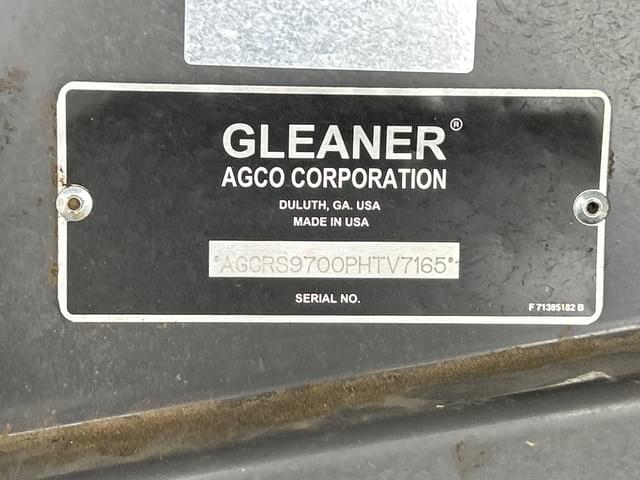 GLEANER®
AGCO CORPORATION
DULUTH, GA. USA
MADE IN USA
*AGCRS9700PHTV7165*
SERIAL NO.
F 71385182 B